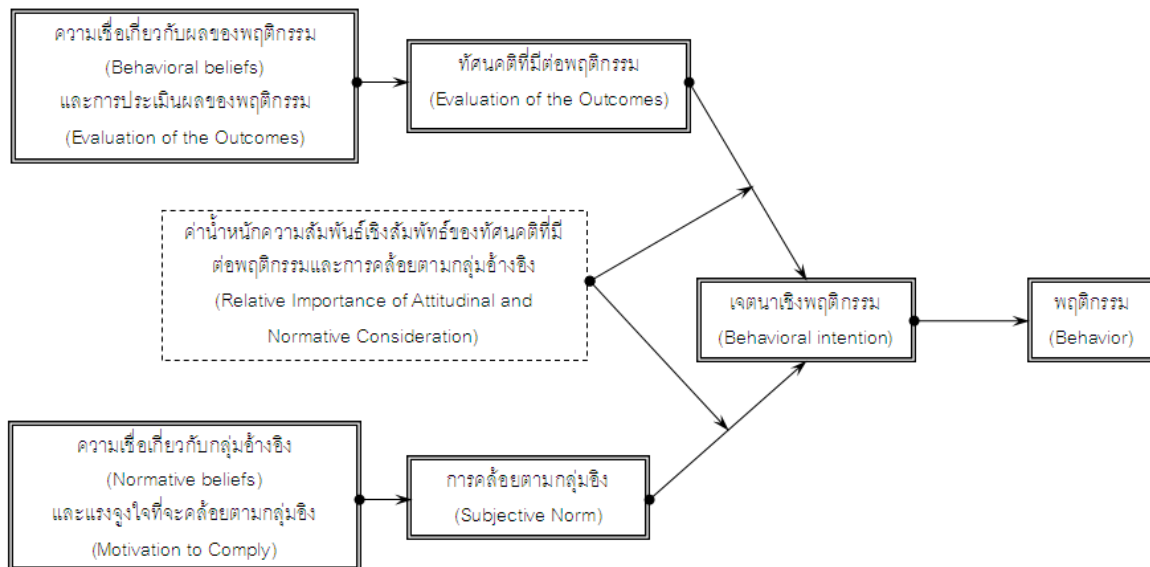 ความเชื่อเกี่ยวกับผลของพฤติกรรม
(Behavioral beliefs)
และการประเมินผลของพฤติกรรม
(Evaluation of the Outcomes)
ทัศนคติที่มีต่อพฤติกรรม
(Evaluation of the Outcomes)
ค่าน้ำหนักความสัมพันธ์เชิงสัมพัทธ์ของทัศนคติที่มี
ต่อพฤติกรรมและการคล้อยตามกลุ่มอ้างอิง
(Relative Importance of Attitudinal and
Normative Consideration)
เจตนาเชิงพฤติกรรม
(Behavioral intention)
พฤติกรรม
(Behavior)
ความเชื่อเกี่ยวกับกลุ่มอ้างอิง
(Normative beliefs)
และแรงจูงใจที่จะคล้อยตามกลุ่มอิง
(Motivation to Comply)
การคล้อยตามกลุ่มอิง
(Subjective Norm)